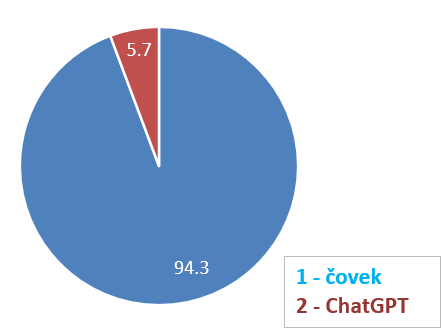 5.7
94.3
1 - čovek
2 - ChatGPT